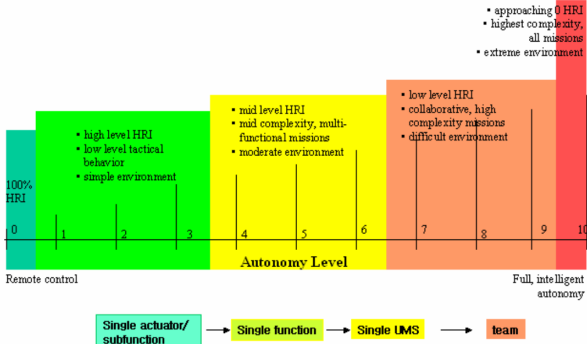 ▪ approaching 0 HRI
▪ highest complexity,
all missions
▪ extreme environment
▪ low level HRI
▪ collaborative, high
complexity missions
▪ difficult environment
▪ mid level HRI
▪ mid complexity, multi-
functional missions
▪ moderate environment
▪ high level HRI
▪ low level tactical
behavior
▪ simple environment
100%
HRI
0 1 2 3 4 5 6 7 8 9 10
Autonomy Level
Remote control
Full, intelligent
autonomy
Single actuator/
subfunction
Single function
Single UMS
team